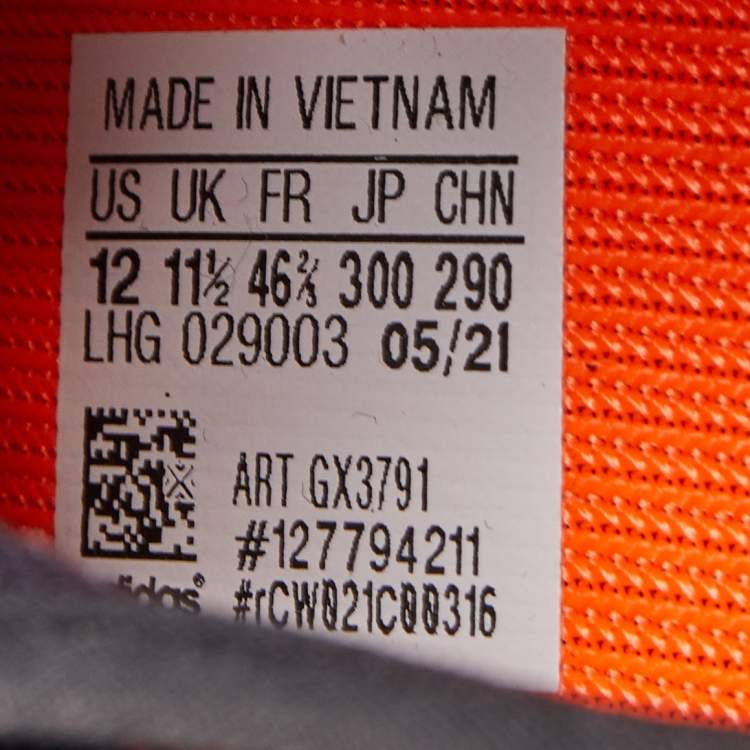 MADE IN VIETNAM
US UK FR JP CHN
12 11½ 46⅔ 300 290
LHG 029003 05/21
ART GX3791
#127794211
adidas® #rCW021C00316